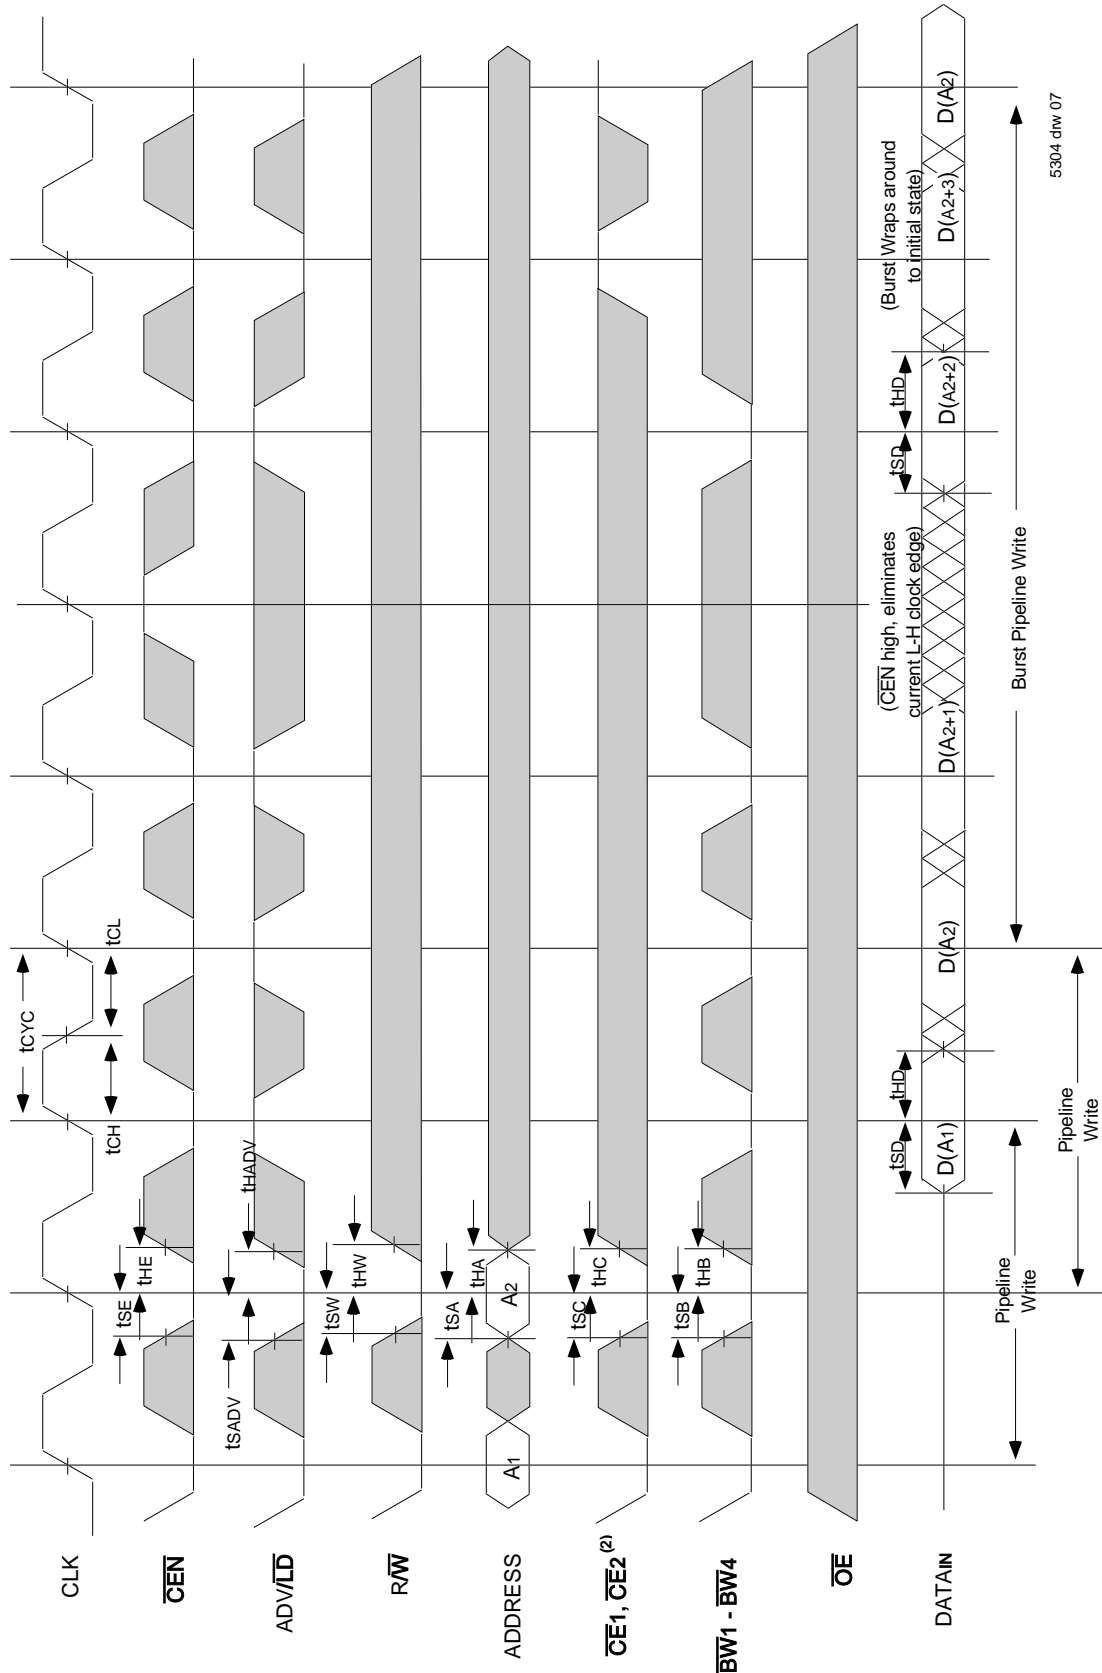 tCYC
tCH
tCL
CLK
tSE
tHE
CEN
tSADV
tHADV
ADV/LD
tSW
tHW
R/W
tSA
tHA
A1
A2
ADDRESS
tSC
tHC
CE1, CE2 (2)
tSB
tHB
BW1 - BW4
OE
(CEN high, eliminates
current L-H clock edge)
(Burst Wraps around
to initial state)
tSD
tHD
tSD
tHD
D(A1)
D(A2)
D(A2+1)
D(A2+2)
D(A2+3)
D(A2)
DATAIN
Pipeline
Write
Pipeline
Write
Burst Pipeline Write
5304 drw 07